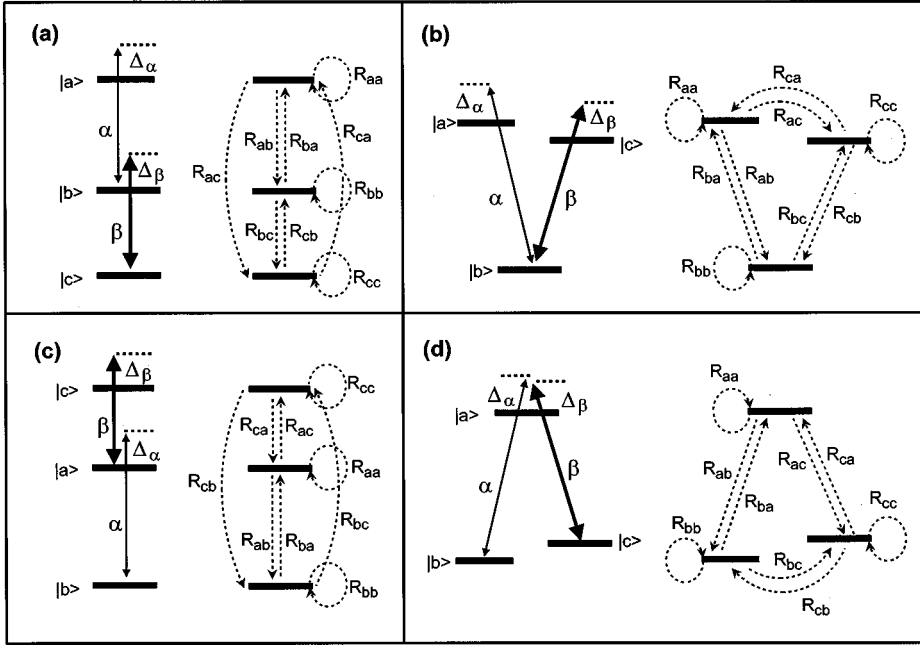 (a)
Δα
|a>
α
Δβ
|b>
β
|c>
Raa
Rab
Rba
Rca
Rac
Rbb
Rbc
Rcb
Rcc
(b)
Δα
|a>
Δβ
|c>
α
β
|b>
Raa
Rca
Rac
Rcc
Rba
Rab
Rbc
Rcb
Rbb
(c)
Δβ
|c>
β
Δα
|a>
α
|b>
Rcc
Rca
Rac
Rcb
Raa
Rbc
Rab
Rba
Rbb
(d)
Δα
Δβ
|a>
α
β
|c>
|b>
Raa
Rab
Rba
Rac
Rca
Rcc
Rbb
Rbc
Rcb